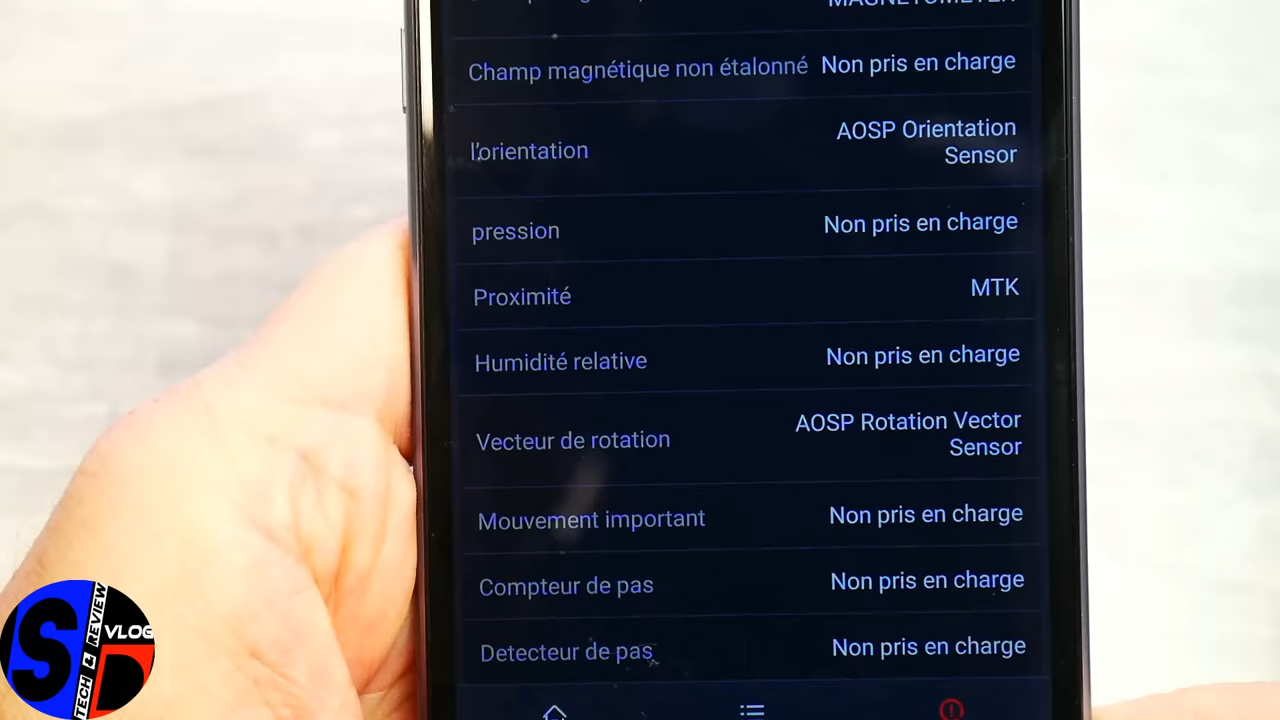 MAGNETOMETER
Champ magnétique non étalonné Non pris en charge
l'orientation AOSP Orientation
Sensor
pression Non pris en charge
Proximité MTK
Humidité relative Non pris en charge
Vecteur de rotation AOSP Rotation Vector
Sensor
Mouvement important Non pris en charge
Compteur de pas Non pris en charge
Detecteur de pas Non pris en charge
SD
TECH & REVIEW
VLOG